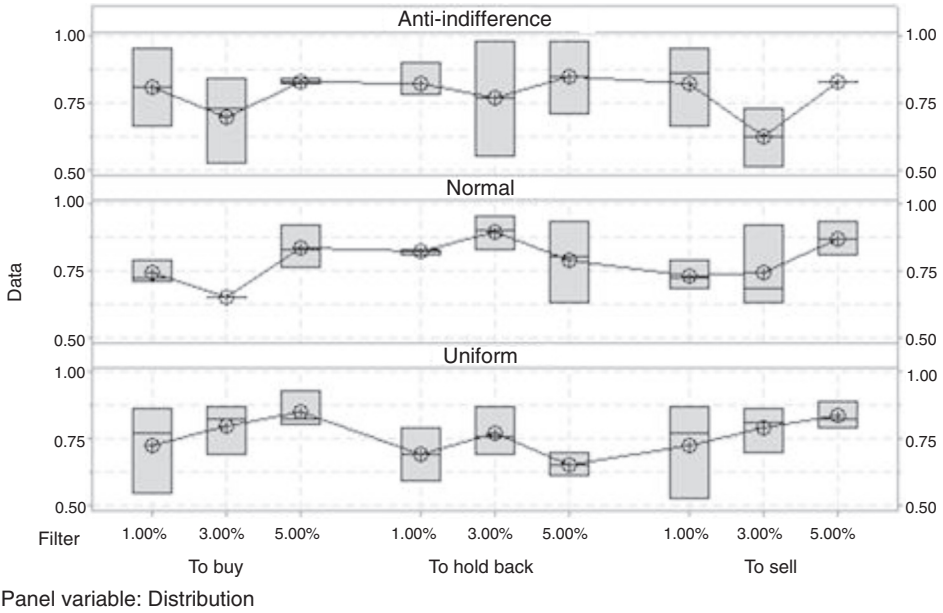 Anti-indifference
1.00 1.00
0.75 0.75
0.50 0.50
Normal
1.00 1.00
0.75 0.75
0.50 0.50
Uniform
1.00 1.00
0.75 0.75
0.50 0.50
Data
Filter 1.00% 3.00% 5.00% 1.00% 3.00% 5.00% 1.00% 3.00% 5.00%
To buy To hold back To sell
Panel variable: Distribution